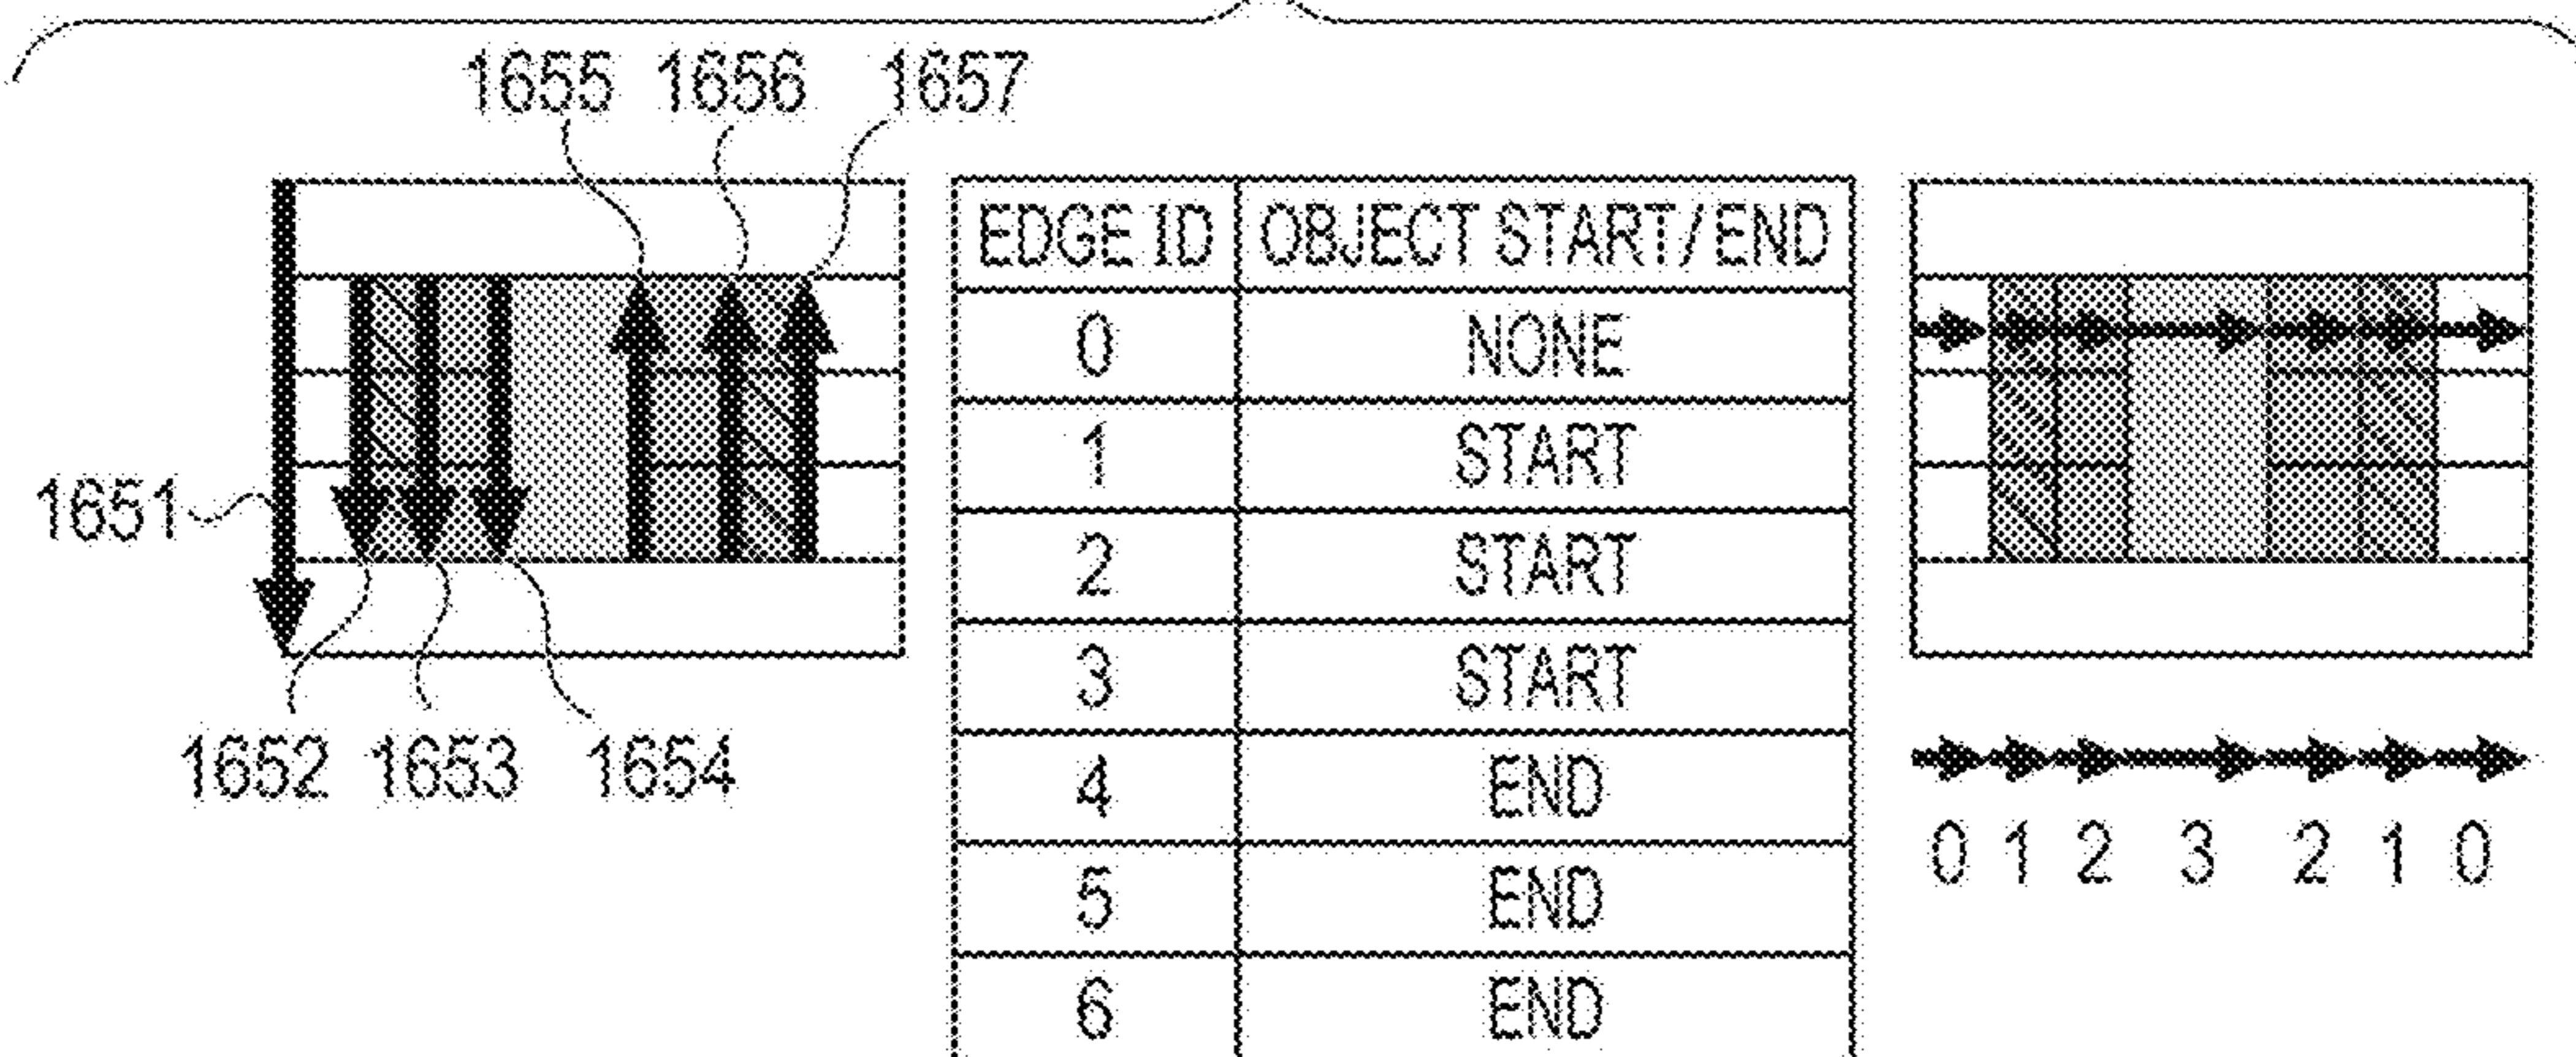 1655 1656 1657
1651
1652 1653 1654
EDGE ID OBJECT START/END
0 NONE
1 START
2 START
3 START
4 END
5 END
6 END
0 1 2 3 2 1 0